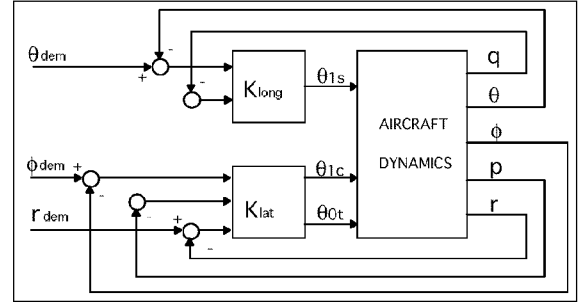 θdem
+
-
-
Klong
θ1s
q
θ
AIRCRAFT
DYNAMICS
ϕdem
+
-
-
Klat
θ1c
θ0t
ϕ
p
r
rdem
+
-